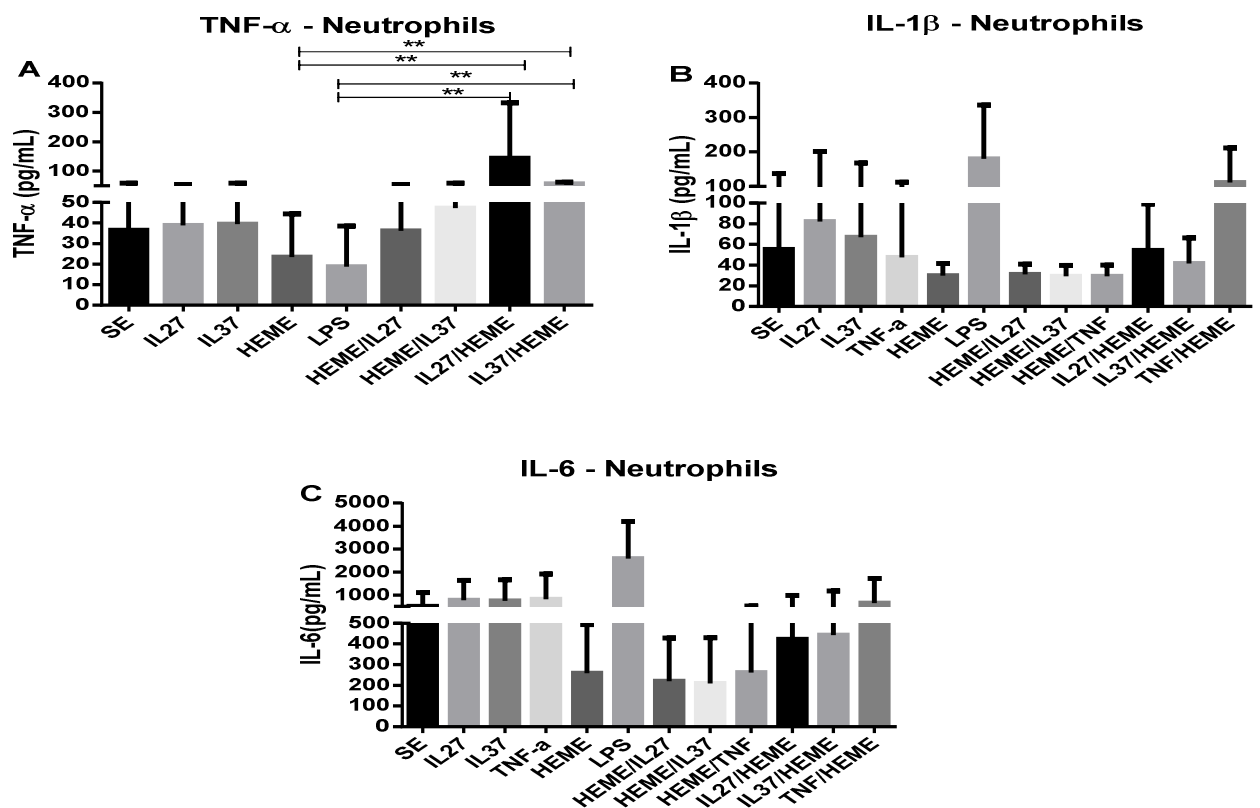 TNF-α - Neutrophils
A
**
**
**
**
TNF-α (pg/mL)
400
300
200
100
50
40
30
20
10
0
SE
IL27
IL37
HEME
LPS
HEME/IL27
HEME/IL37
IL27/HEME
IL37/HEME
IL-1β - Neutrophils
B
IL-1β (pg/mL)
400
300
200
100
100
80
60
40
20
0
SE
IL27
IL37
TNF-a
HEME
LPS
HEME/IL27
HEME/IL37
HEME/TNF
IL27/HEME
IL37/HEME
TNF/HEME
IL-6 - Neutrophils
C
IL-6(pg/mL)
5000
4000
3000
2000
1000
500
400
300
200
100
0
SE
IL27
IL37
TNF-a
HEME
LPS
HEME/IL27
HEME/IL37
HEME/TNF
IL27/HEME
IL37/HEME
TNF/HEME